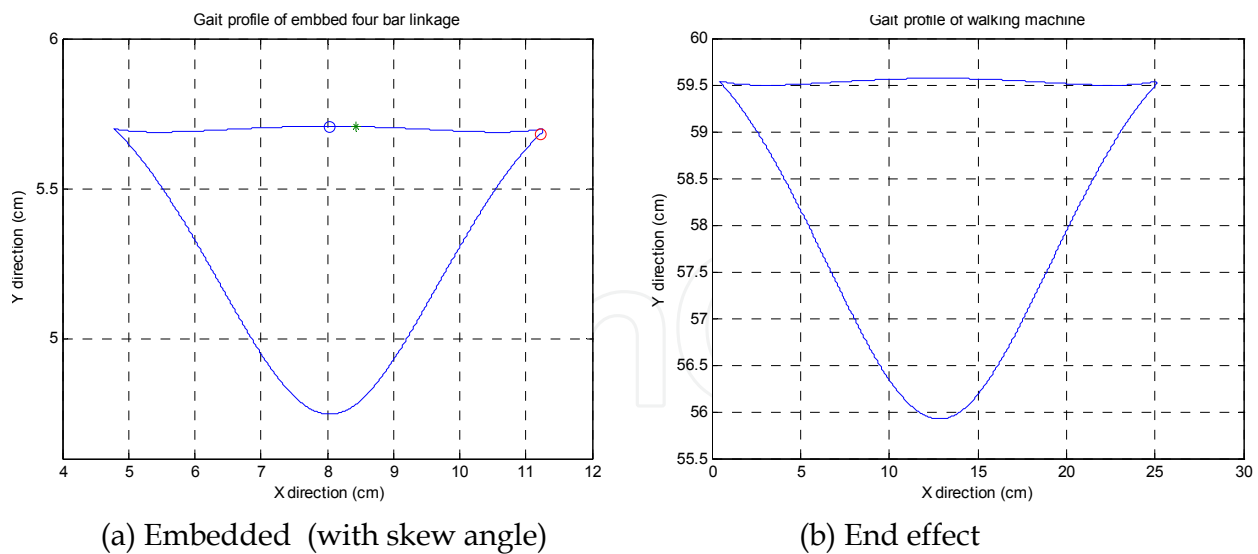 Gait profile of embbed four bar linkage
6
5.5
5
Y direction (cm)
4 5 6 7 8 9 10 11 12
X direction (cm)
(a) Embedded (with skew angle)
Gait profile of walking machine
60
59.5
59
58.5
58
57.5
57
56.5
56
55.5
Y direction (cm)
0 5 10 15 20 25 30
X direction (cm)
(b) End effect